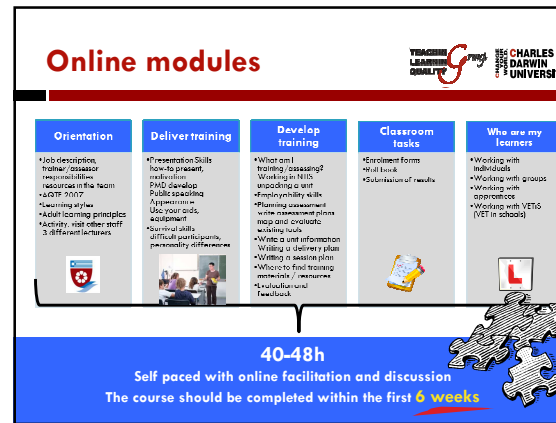 Online modules
TEACHING
LEARNING
QUALITY
Group
CHANGE
YOUR
WORLD.
CHARLES
DARWIN
UNIVERSI
Orientation
•Job description,
trainer/assessor
responsibilities
resources in the team
•AQTF 2007
•Learning styles
•Adult learning principles
•Activity, visit other staff
3 different lecturers
Deliver training
•Presentation Skills
how-to present,
motivation
PMD develop
Public speaking
Appearance
Use your aids,
equipment
•Survival skills
difficult participants,
personality differences
Develop
training
•What am I
training/assessing?
Working in NTIS
unpacking a unit
•Employability skills
•Planning assessment
write assessment plans
map and evaluate
existing tools
•Write a unit information
Writing a delivery plan
•Writing a session plan
•Where to find training
materials / resources
•Evaluation and
feedback
Classroom
tasks
•Enrolment forms
•Roll book
•Submission of results
Who are my
learners
•Working with
individuals
•Working with groups
•Working with
apprentices
•Working with VETiS
(VET in schools)
L
40-48h
Self paced with online facilitation and discussion
The course should be completed within the first 6 weeks